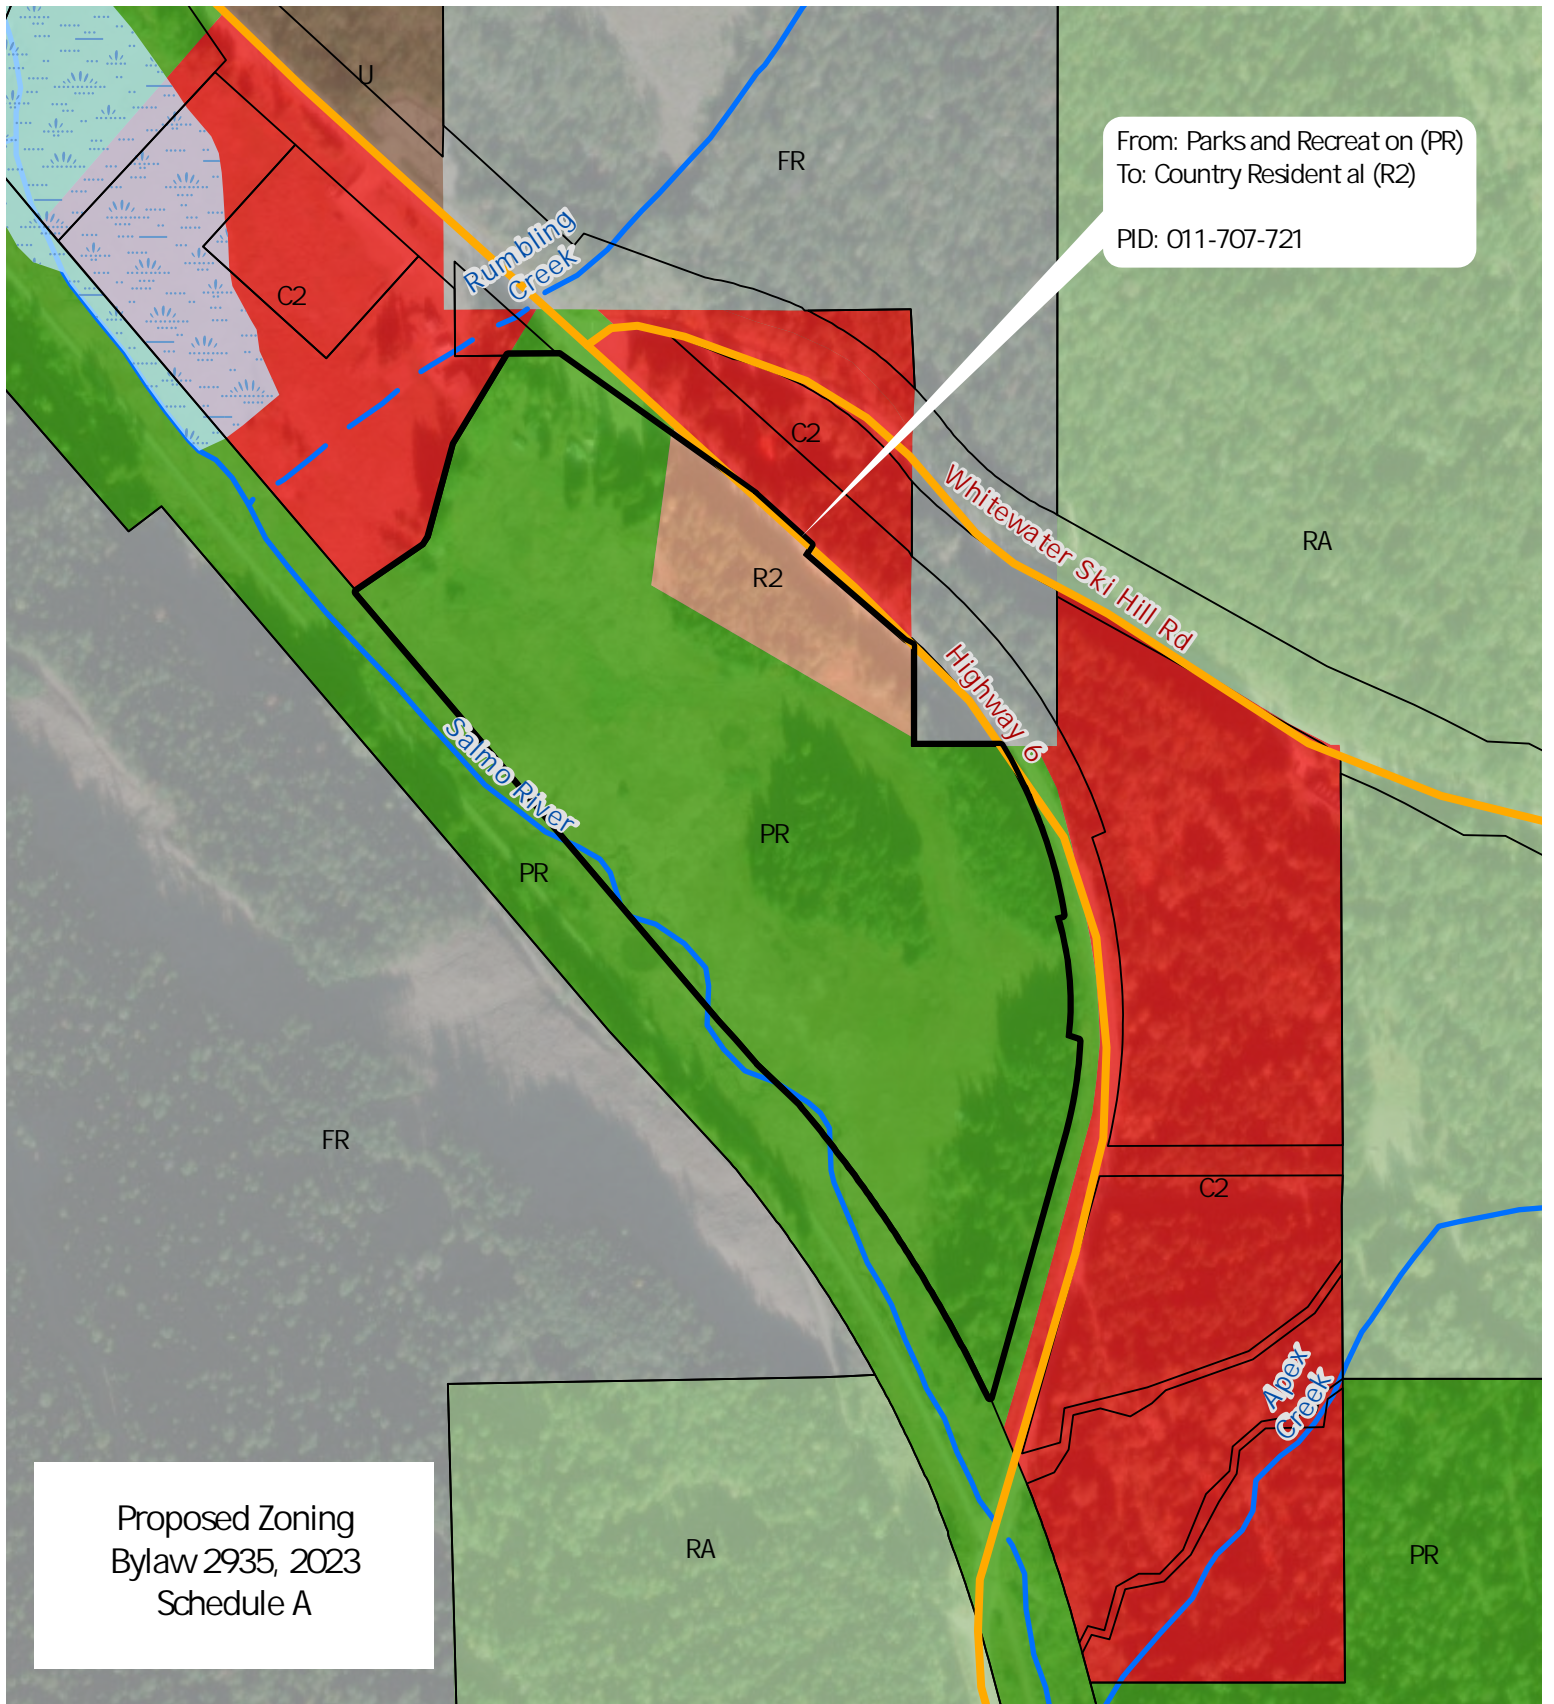 U
FR
From: Parks and Recreat on (PR)
To: Country Resident al (R2)
PID: 011-707-721
Rumbling
Creek
C2
C2
Whitewater Ski Hill Rd
RA
R2
Highway 6
Salmo River
PR
PR
FR
C2
Apex
Creek
Proposed Zoning
Bylaw 2935, 2023
Schedule A
RA
PR